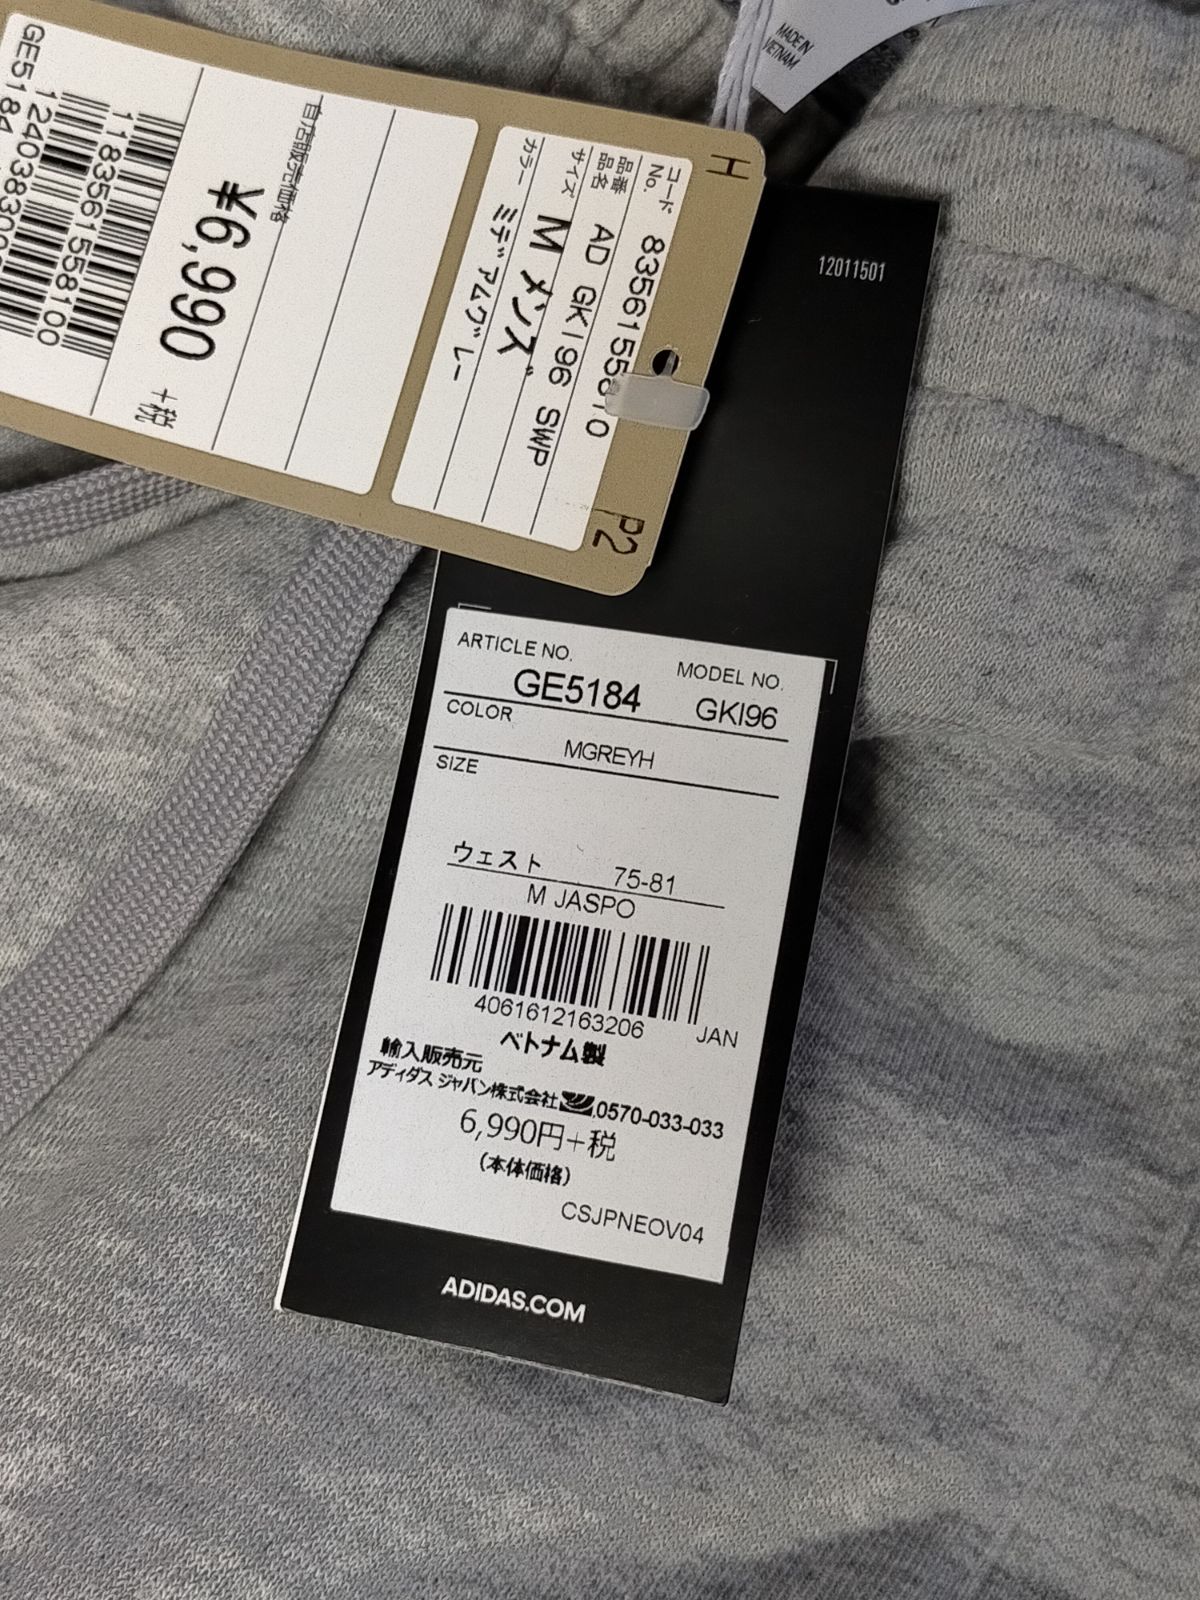 MADE IN
VIETNAM
H
コード
No. 8356155810
品番
品名 AD GKI96 SWP
サイズ M メンズ
カラー ミデアムグレー
P2
自店販売価格
¥6,990 +税
1183561558100
GE5184
12011501
ARTICLE NO. MODEL NO.
GE5184 GKI96
COLOR
MGREYH
SIZE
ウェスト 75-81
M JASPO
4061612163206 JAN
ベトナム製
輸入販売元
アディダス ジャパン株式会社 0570-033-033
6,990円+税
(本体価格)
CSJPNEOV04
ADIDAS.COM